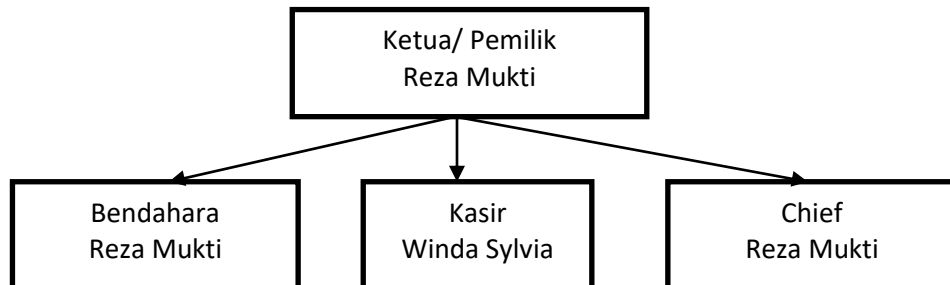 Ketua/ Pemilik
Reza Mukti
Bendahara
Reza Mukti
Kasir
Winda Sylvia
Chief
Reza Mukti